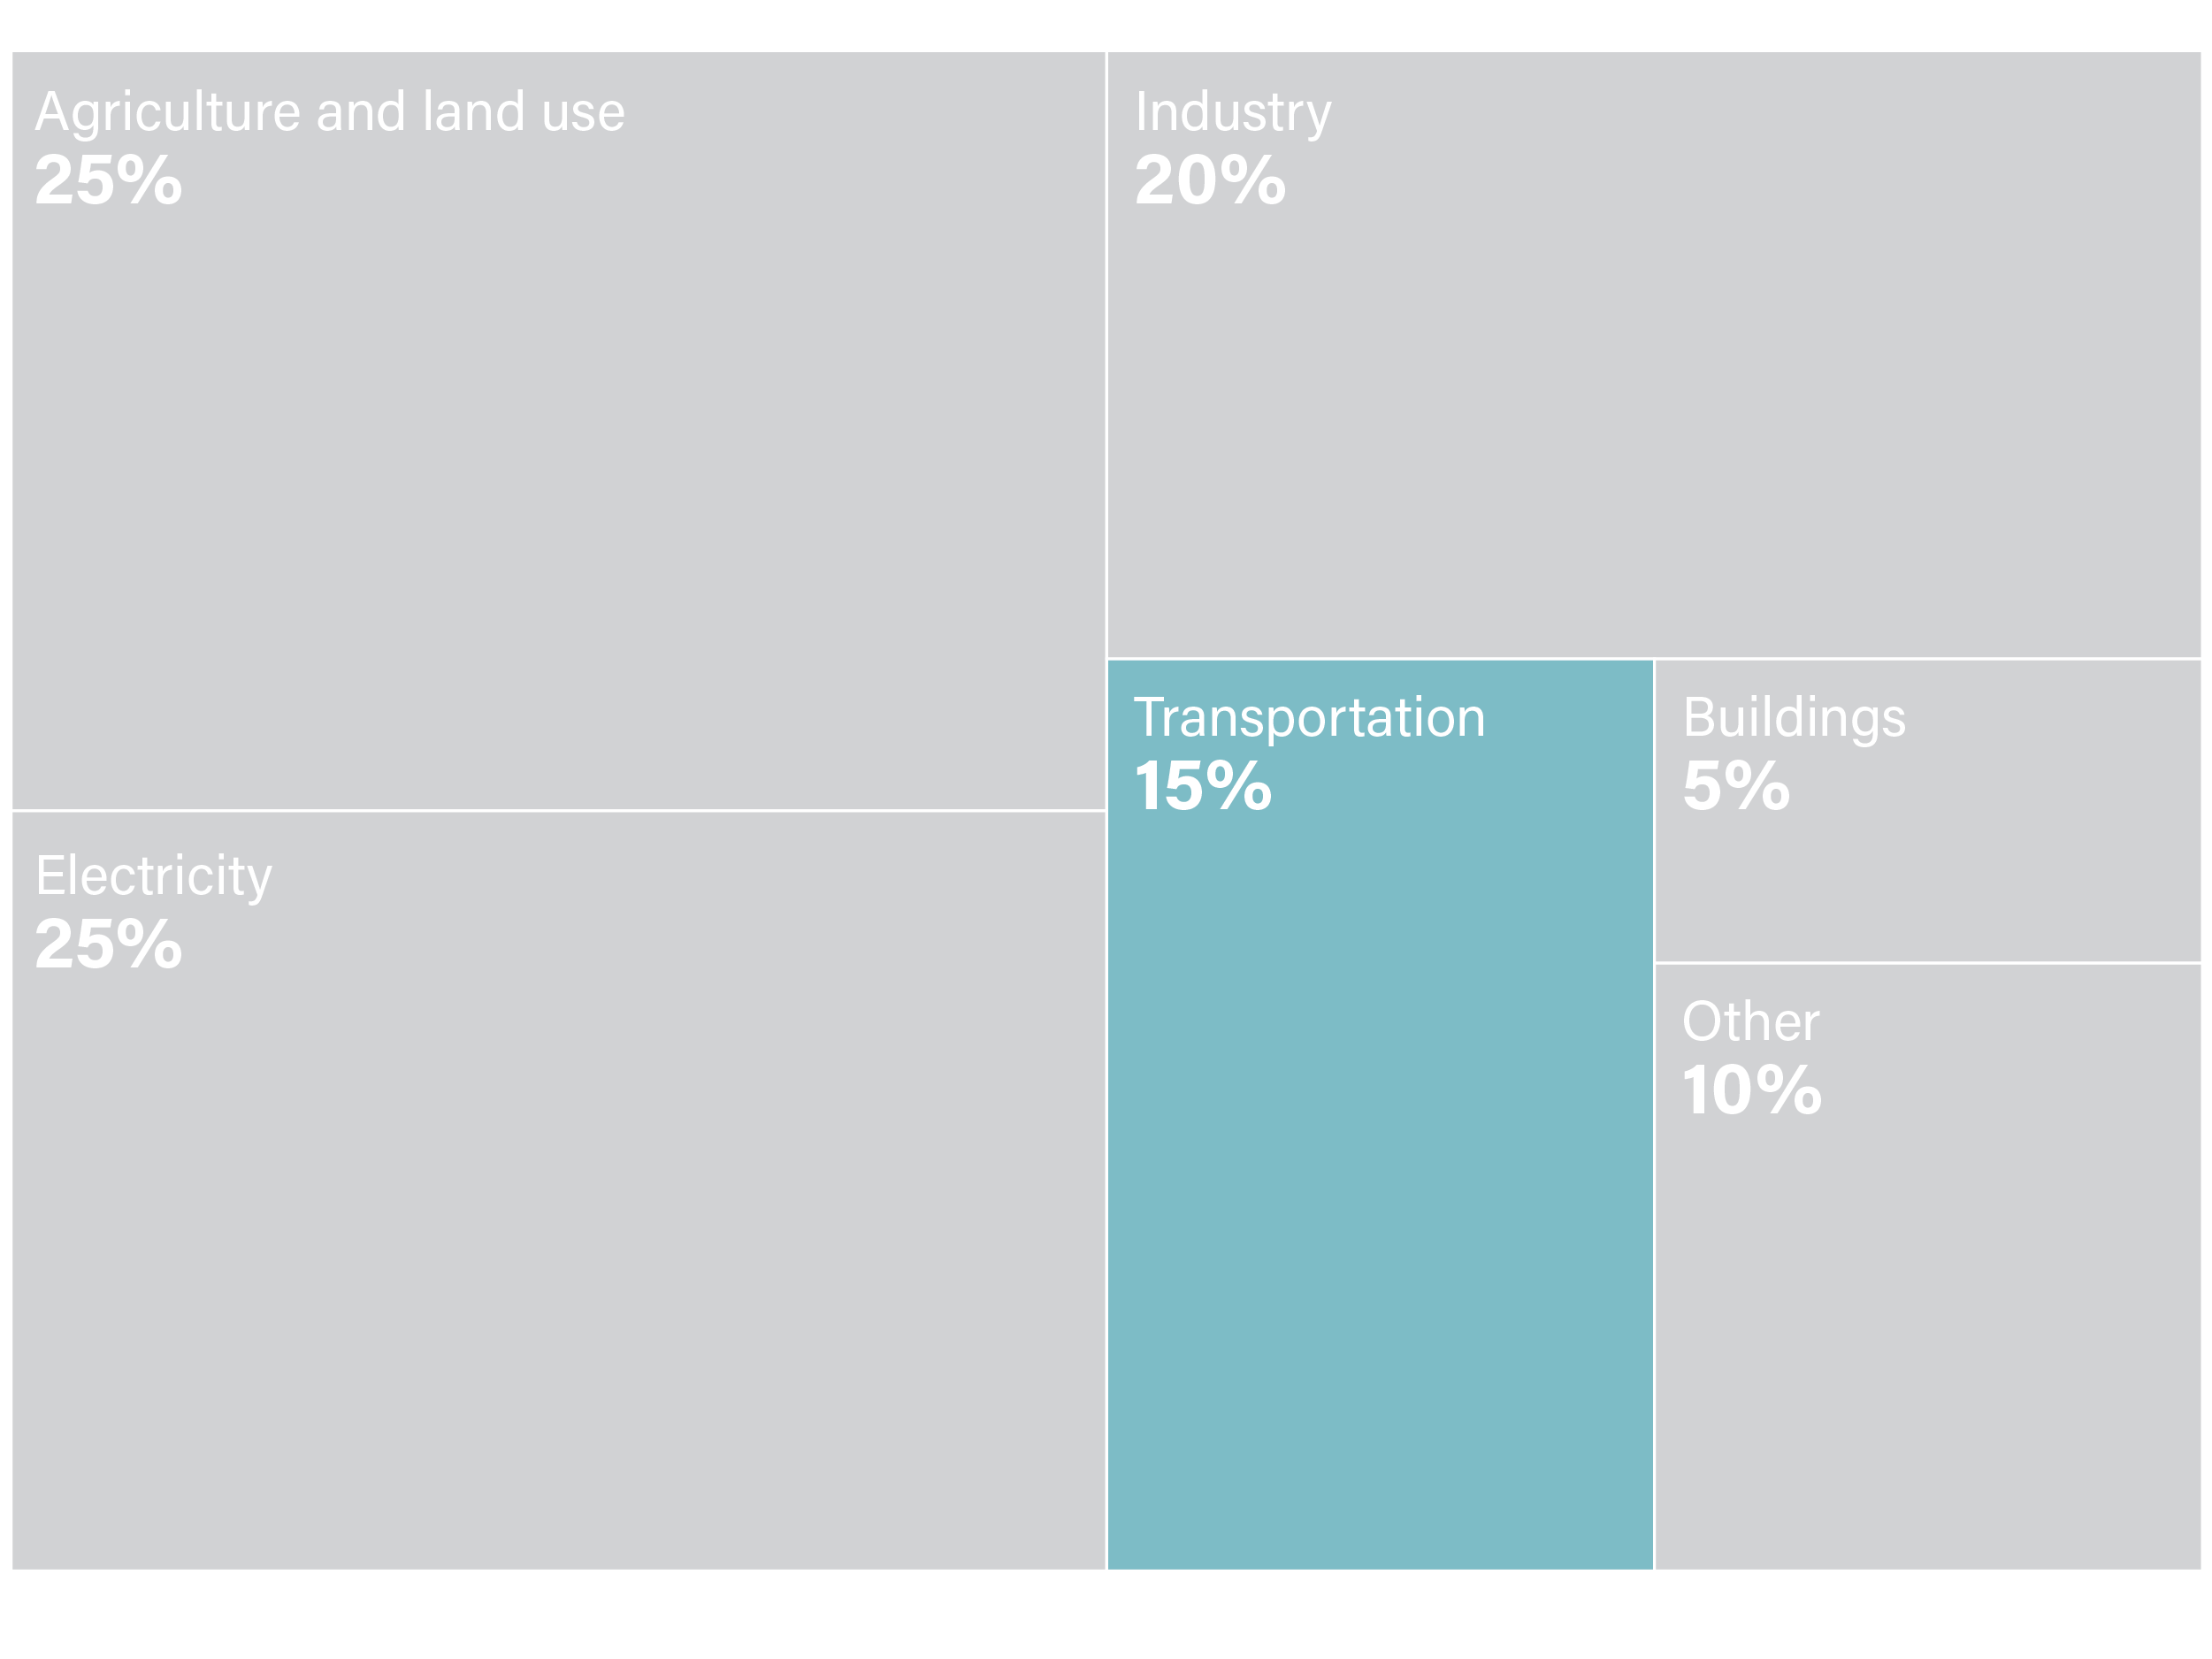 Agriculture and land use
25%
Industry
20%
Transportation
15%
Buildings
5%
Electricity
25%
Other
10%